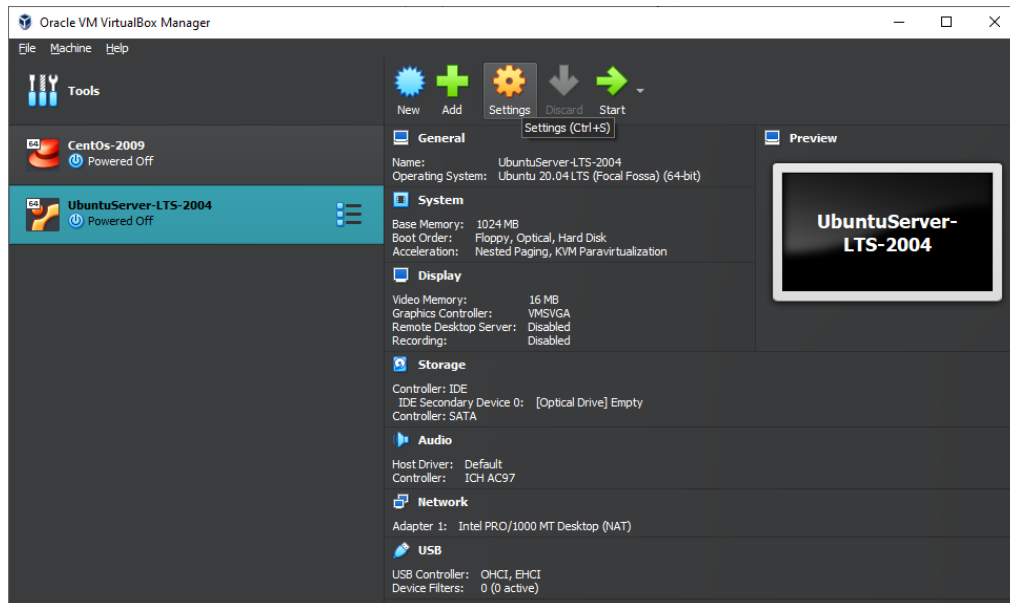 Oracle VM VirtualBox Manager
File Machine Help
Tools
New Add Settings Discard Start
Settings (Ctrl+S)
64 CentOs-2009
Powered Off
64 UbuntuServer-LTS-2004
Powered Off
General
Name: UbuntuServer-LTS-2004
Operating System: Ubuntu 20.04 LTS (Focal Fossa) (64-bit)
System
Base Memory: 1024 MB
Boot Order: Floppy, Optical, Hard Disk
Acceleration: Nested Paging, KVM Paravirtualization
Display
Video Memory: 16 MB
Graphics Controller: VMSVGA
Remote Desktop Server: Disabled
Recording: Disabled
Storage
Controller: IDE
IDE Secondary Device 0: [Optical Drive] Empty
Controller: SATA
Audio
Host Driver: Default
Controller: ICH AC97
Network
Adapter 1: Intel PRO/1000 MT Desktop (NAT)
USB
USB Controller: OHCI, EHCI
Device Filters: 0 (0 active)
Preview
UbuntuServer-
LTS-2004